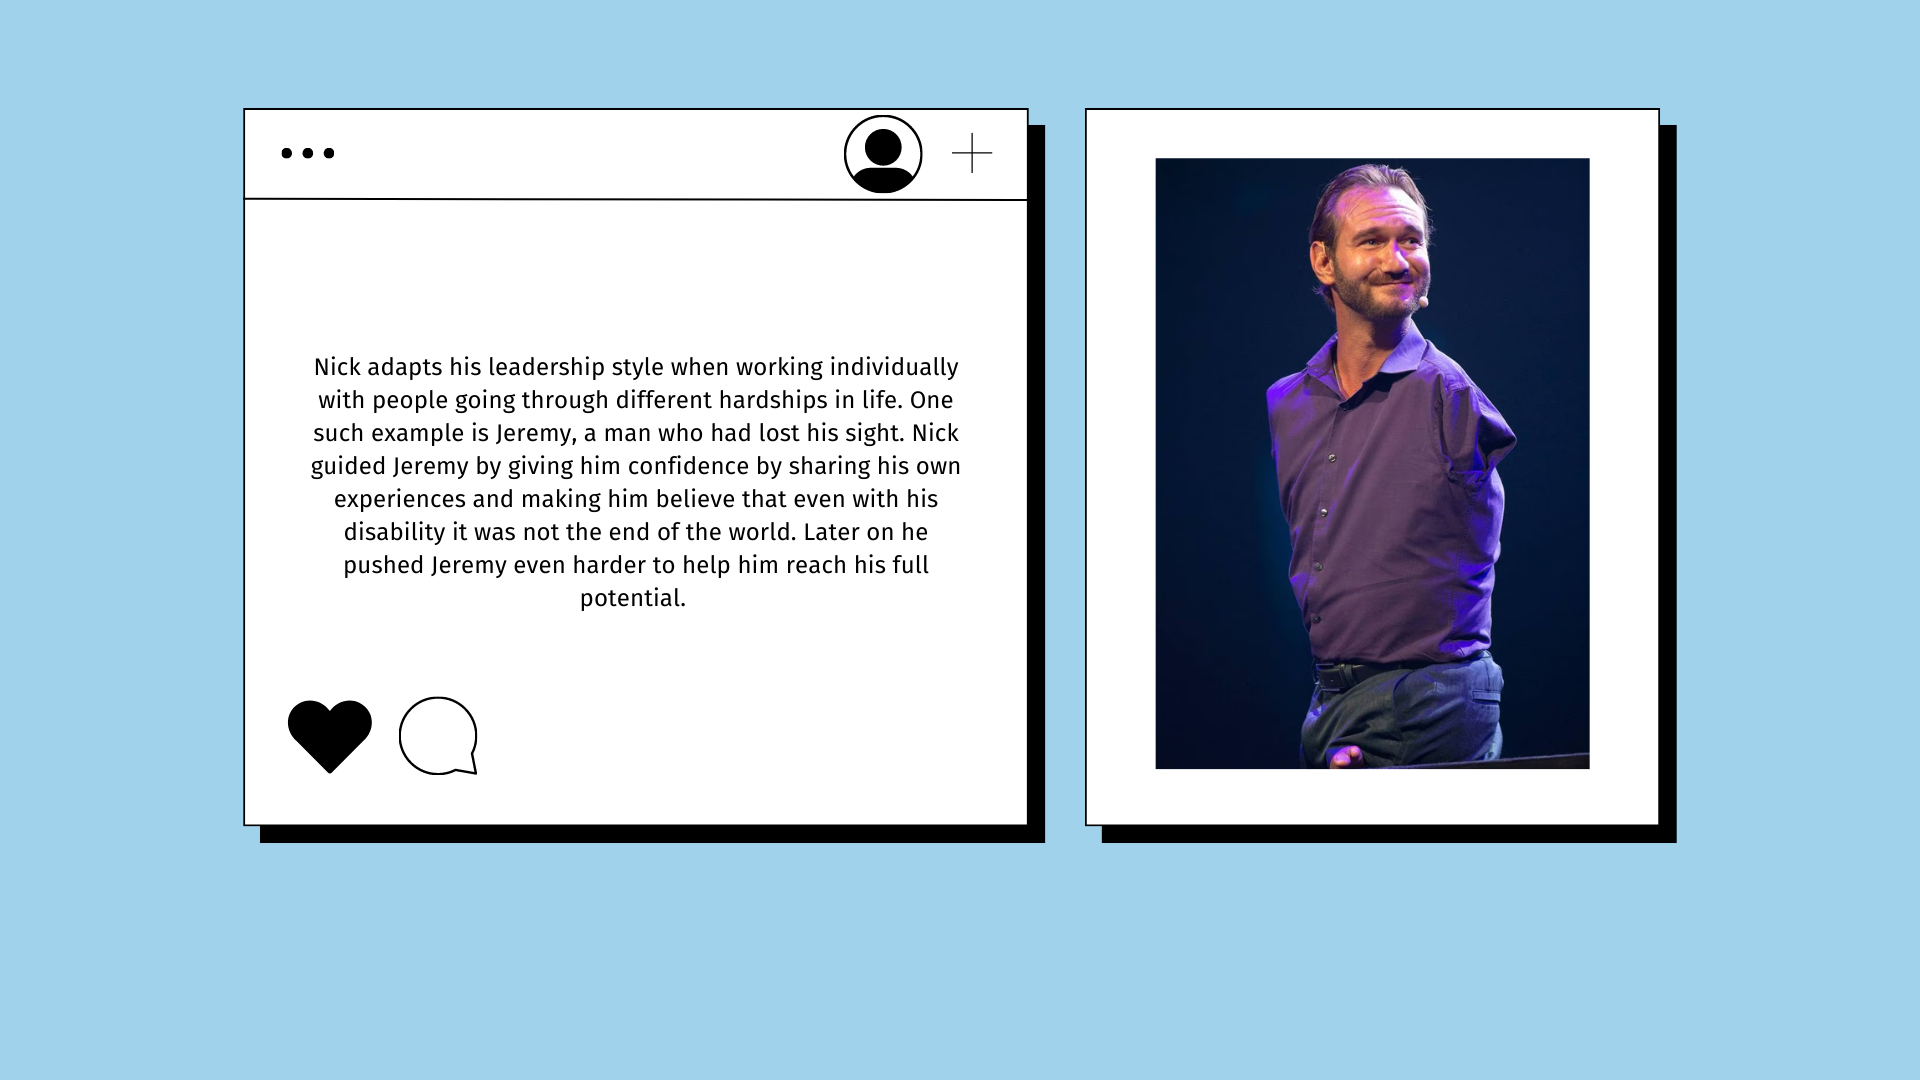 Nick adapts his leadership style when working individually
with people going through different hardships in life. One
such example is Jeremy, a man who had lost his sight. Nick
guided Jeremy by giving him confidence by sharing his own
experiences and making him believe that even with his
disability it was not the end of the world. Later on he
pushed Jeremy even harder to help him reach his full
potential.